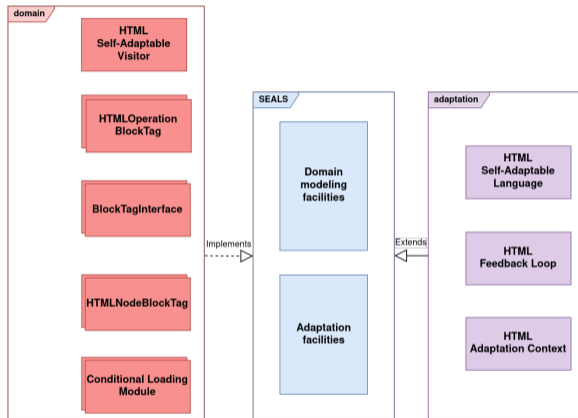 domain
HTML
Self-Adaptable
Visitor
HTMLOperation
BlockTag
BlockTagInterface
HTMLNodeBlockTag
Conditional Loading
Module
Implements
SEALS
Domain
modeling
facilities
Adaptation
facilities
Extends
adaptation
HTML
Self-Adaptable
Language
HTML
Feedback Loop
HTML
Adaptation Context